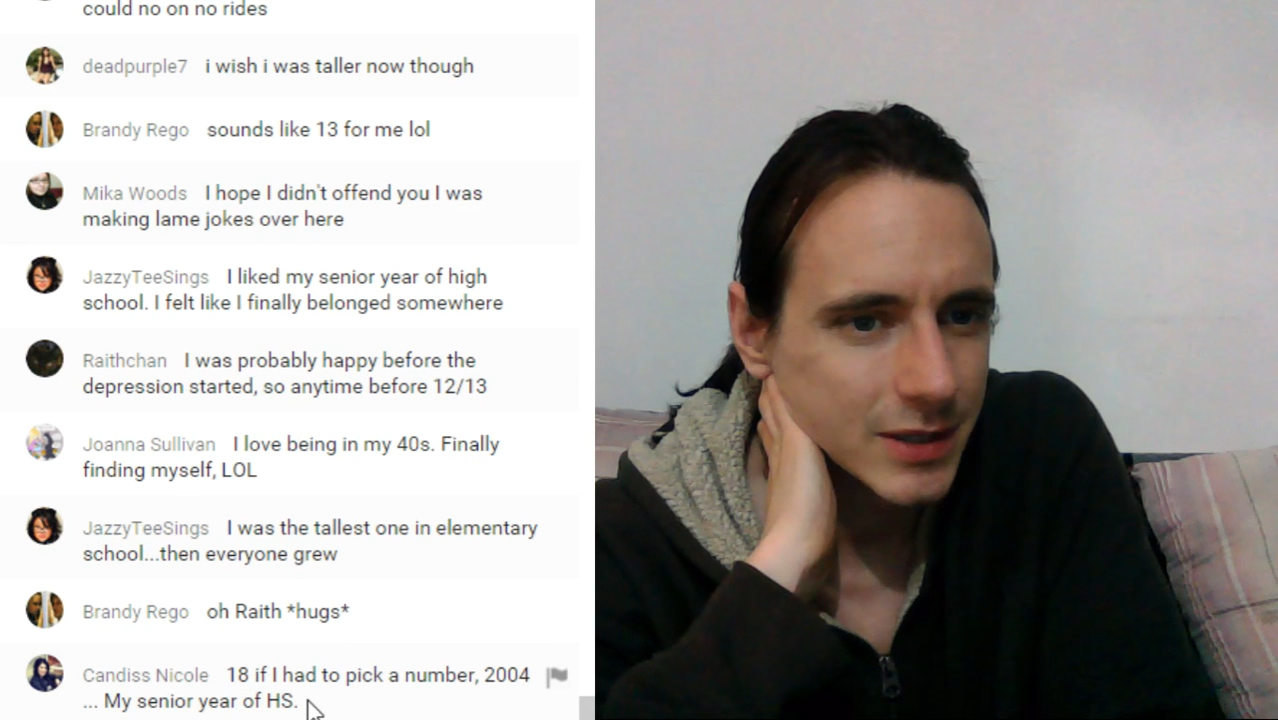 could no on no rides
deadpurple7 i wish i was taller now though
Brandy Rego sounds like 13 for me lol
Mika Woods I hope I didn't offend you I was
making lame jokes over here
JazzyTeeSings I liked my senior year of high
school. I felt like I finally belonged somewhere
Raithchan I was probably happy before the
depression started, so anytime before 12/13
Joanna Sullivan I love being in my 40s. Finally
finding myself, LOL
JazzyTeeSings I was the tallest one in elementary
school...then everyone grew
Brandy Rego oh Raith *hugs*
Candiss Nicole 18 if I had to pick a number, 2004
... My senior year of HS.